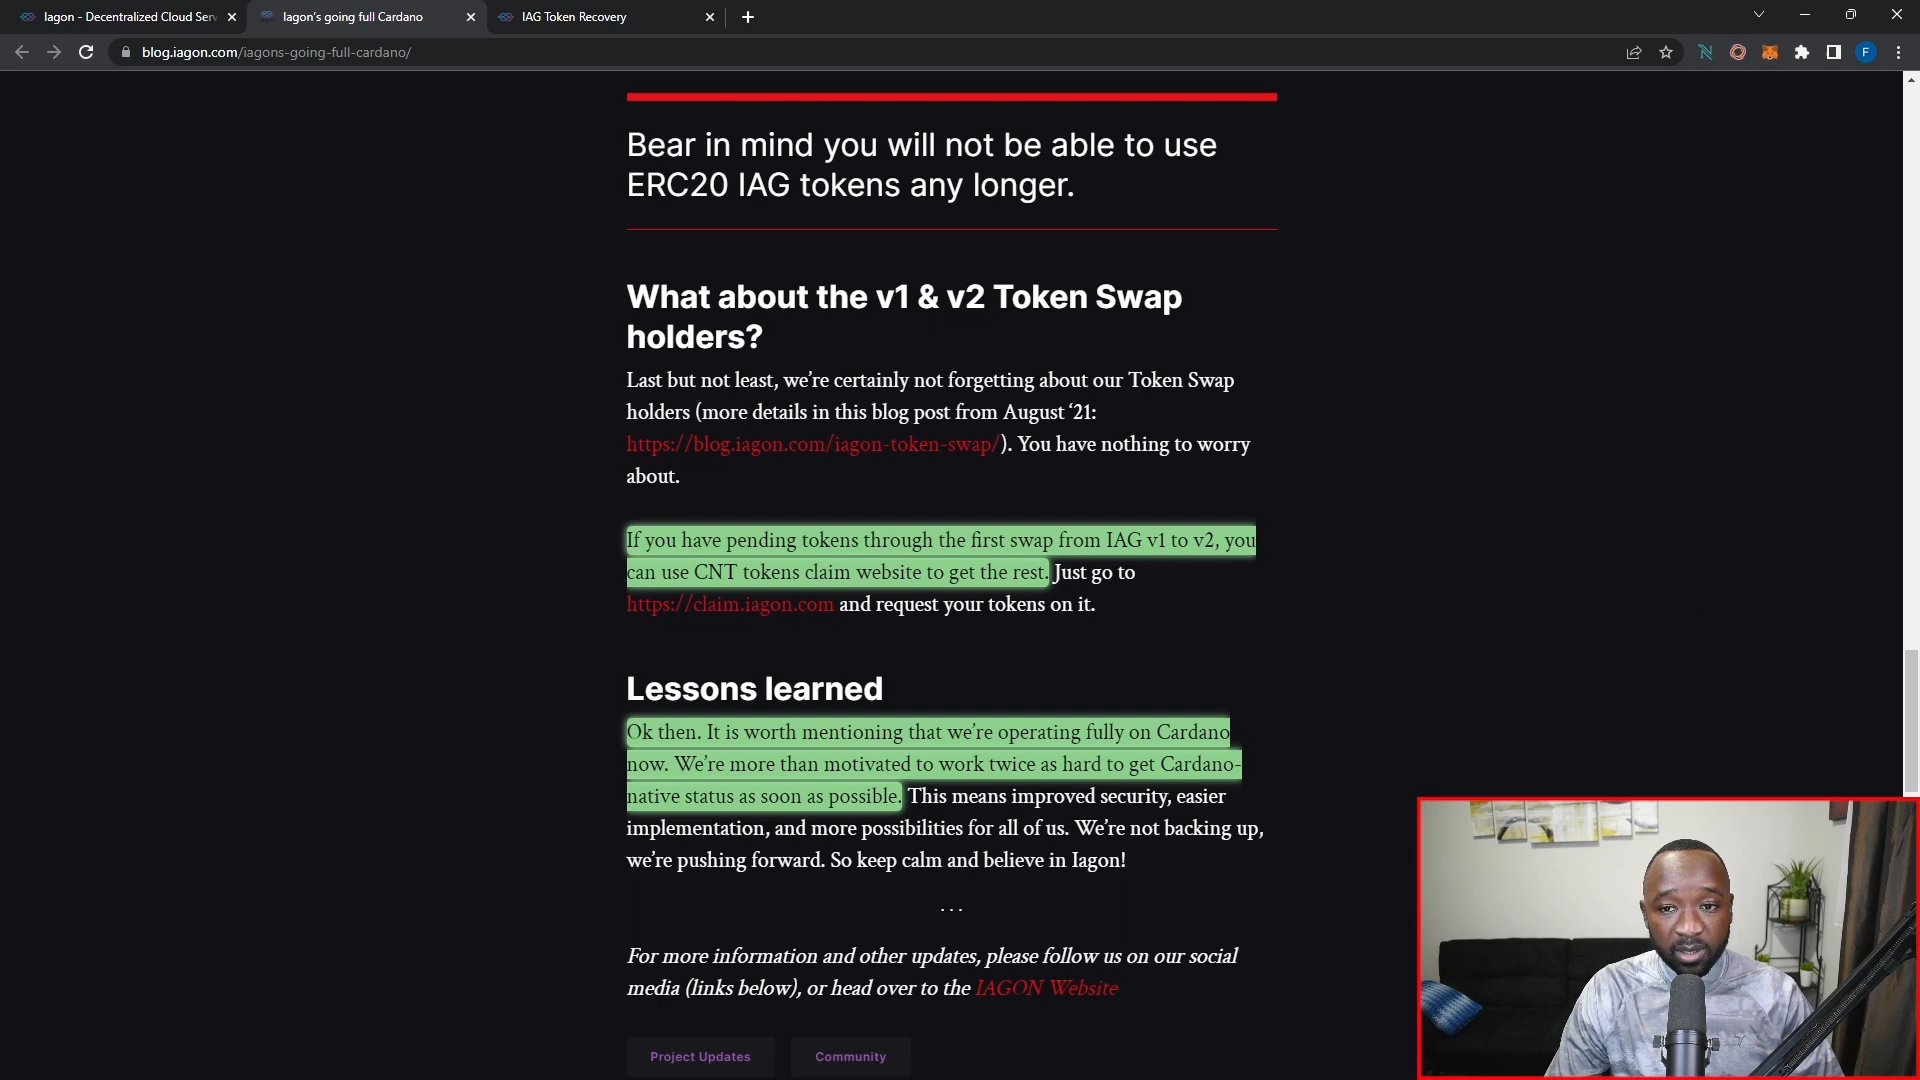 Iagon - Decentralized Cloud Serv
Iagon's going full Cardano
IAG Token Recovery
blog.iagon.com/iagons-going-full-cardano/
F
Bear in mind you will not be able to use
ERC20 IAG tokens any longer.
What about the v1 & v2 Token Swap
holders?
Last but not least, we're certainly not forgetting about our Token Swap
holders (more details in this blog post from August ‘21:
https://blog.iagon.com/iagon-token-swap/). You have nothing to worry
about.
If you have pending tokens through the first swap from IAG v1 to v2, you
can use CNT tokens claim website to get the rest. Just go to
https://claim.iagon.com and request your tokens on it.
Lessons learned
Ok then. It is worth mentioning that we're operating fully on Cardano
now. We're more than motivated to work twice as hard to get Cardano-
native status as soon as possible. This means improved security, easier
implementation, and more possibilities for all of us. We're not backing up,
we're pushing forward. So keep calm and believe in Iagon!
...
For more information and other updates, please follow us on our social
media (links below), or head over to the IAGON Website
Project Updates
Community